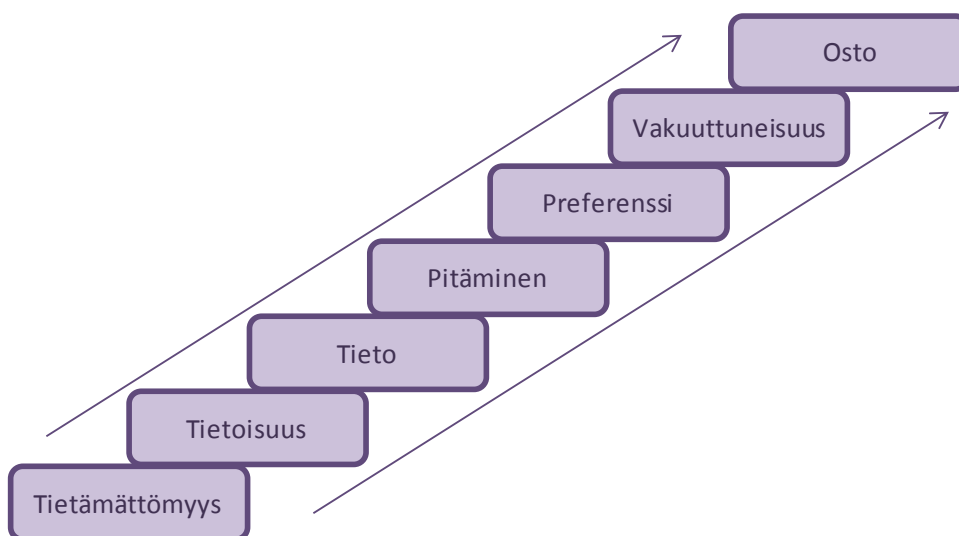 Osto
Vakuuttuneisuus
Preferenssi
Pitäminen
Tieto
Tietoisuus
Tietämättömyys